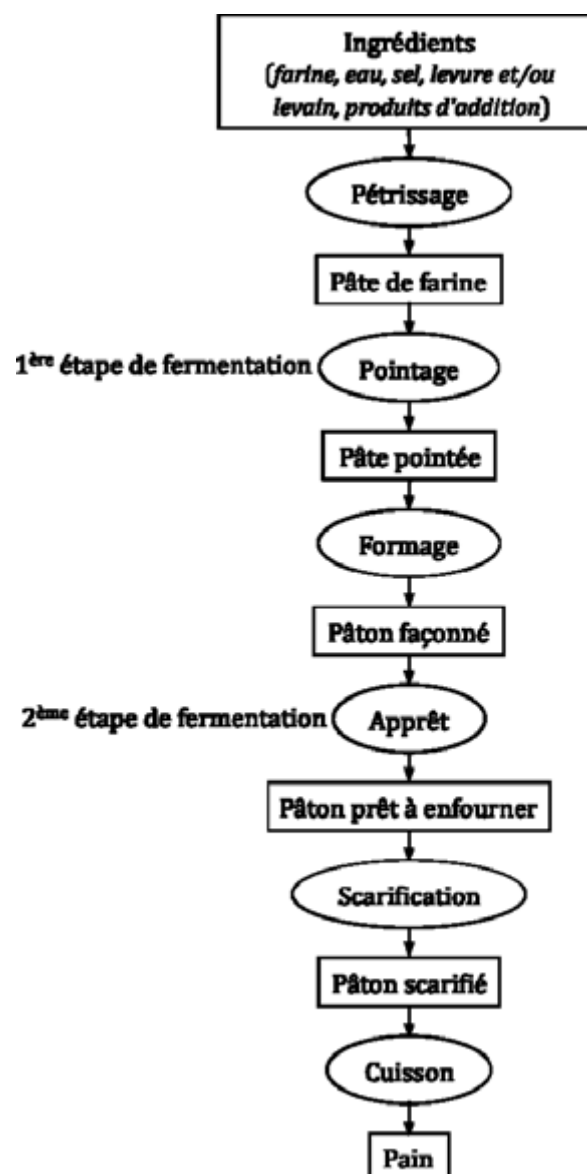 Ingrédients
(farine, eau, sel, levure et/ou
levain, produits d'addition)
Pétrissage
Pâte de farine
1ère étape de fermentation
Pointage
Pâte pointée
Formage
Pâton façonné
2ème étape de fermentation
Apprêt
Pâton prêt à enfourner
Scarification
Pâton scarifié
Cuisson
Pain